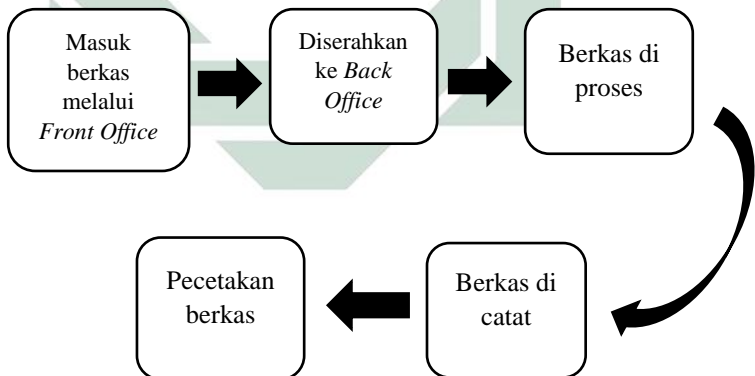 Masuk
berkas
melalui
Front Office
Diserahkan
ke Back
Office
Berkas di
proses
Berkas di
catat
Pecetakan
berkas